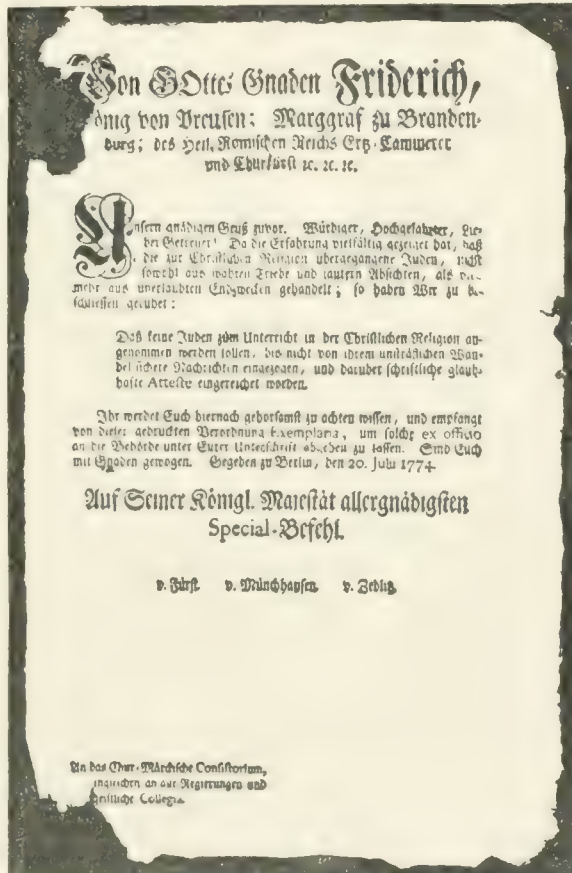 Von GOttes Gnaden Friderich,
König von Preusen; Marggraf zu Branden-
burg; des Heil. Römischen Reichs Ertz-Cammerer
und Churfürst ꝛc. ꝛc. ꝛc.
Unsern gnädigen Gruß zuvor. Würdiger, Hochgelahrter, Lie-
ber Getreuer! Da die Erfahrung vielfältig gezeiget hat, daß
die zur Christlichen Religion übergegangene Juden, nicht
sowohl aus wahren Triebe und lautern Absichten, als viel-
mehr aus unerlaubten Endzwecken gehandelt; so haben Wir zu be-
schliessen geruhet:
Daß keine Juden zum Unterricht in der Christlichen Religion an-
genommen werden sollen, bis nicht von ihrem unsträflichen Wan-
del sichere Nachrichten eingezogen, und darüber schriftliche glaub-
hafte Atteste eingereichet worden.
Ihr werdet Euch hiernach gehorsamst zu achten wissen, und empfangt
von dieser gedruckten Verordnung Exemplaria, um solche ex officio
an die Behörde unter Eurer Unterschrift abgehen zu lassen. Sind Euch
mit Gnaden gewogen. Gegeben zu Berlin, den 20. Julii 1774.
Auf Seiner Königl. Majestät allergnädigsten
Special-Befehl.
v. Fürst. v. Münchhausen. v. Zedlitz.
An das Chur-Märckische Consistorium,
ingleichen an alle Regierungen und
Geistliche Collegia.